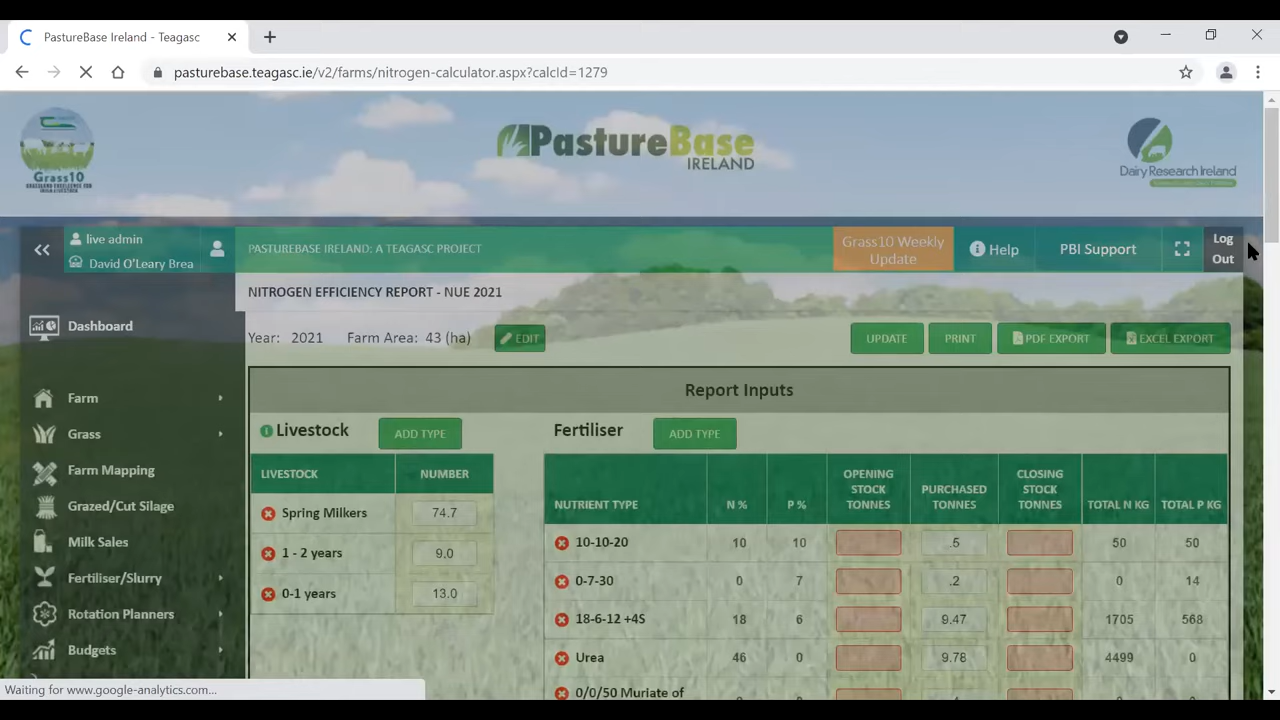 PastureBase Ireland - Teagasc
pasturebase.teagasc.ie/v2/farms/nitrogen-calculator.aspx?calcId=1279
Grass10
PastureBase
IRELAND
Dairy Research Ireland
live admin
David O'Leary Brea
PASTUREBASE IRELAND: A TEAGASC PROJECT
Grass10 Weekly
Update
Help
PBI Support
Log
Out
NITROGEN EFFICIENCY REPORT - NUE 2021
Dashboard
Year: 2021 Farm Area: 43 (ha) EDIT
UPDATE PRINT PDF EXPORT EXCEL EXPORT
Report Inputs
Farm
Grass
Farm Mapping
Grazed/Cut Silage
Milk Sales
Fertiliser/Slurry
Rotation Planners
Budgets
Livestock ADD TYPE
LIVESTOCK NUMBER
Spring Milkers 74.7
1 - 2 years 9.0
0-1 years 13.0
Fertiliser ADD TYPE
NUTRIENT TYPE N % P % OPENING STOCK TONNES PURCHASED TONNES CLOSING STOCK TONNES TOTAL N KG TOTAL P KG
10-10-20 10 10 .5 50 50
0-7-30 0 7 .2 0 14
18-6-12 +4S 18 6 9.47 1705 568
Urea 46 0 9.78 4499 0
0/0/50 Muriate of
Waiting for www.google-analytics.com...